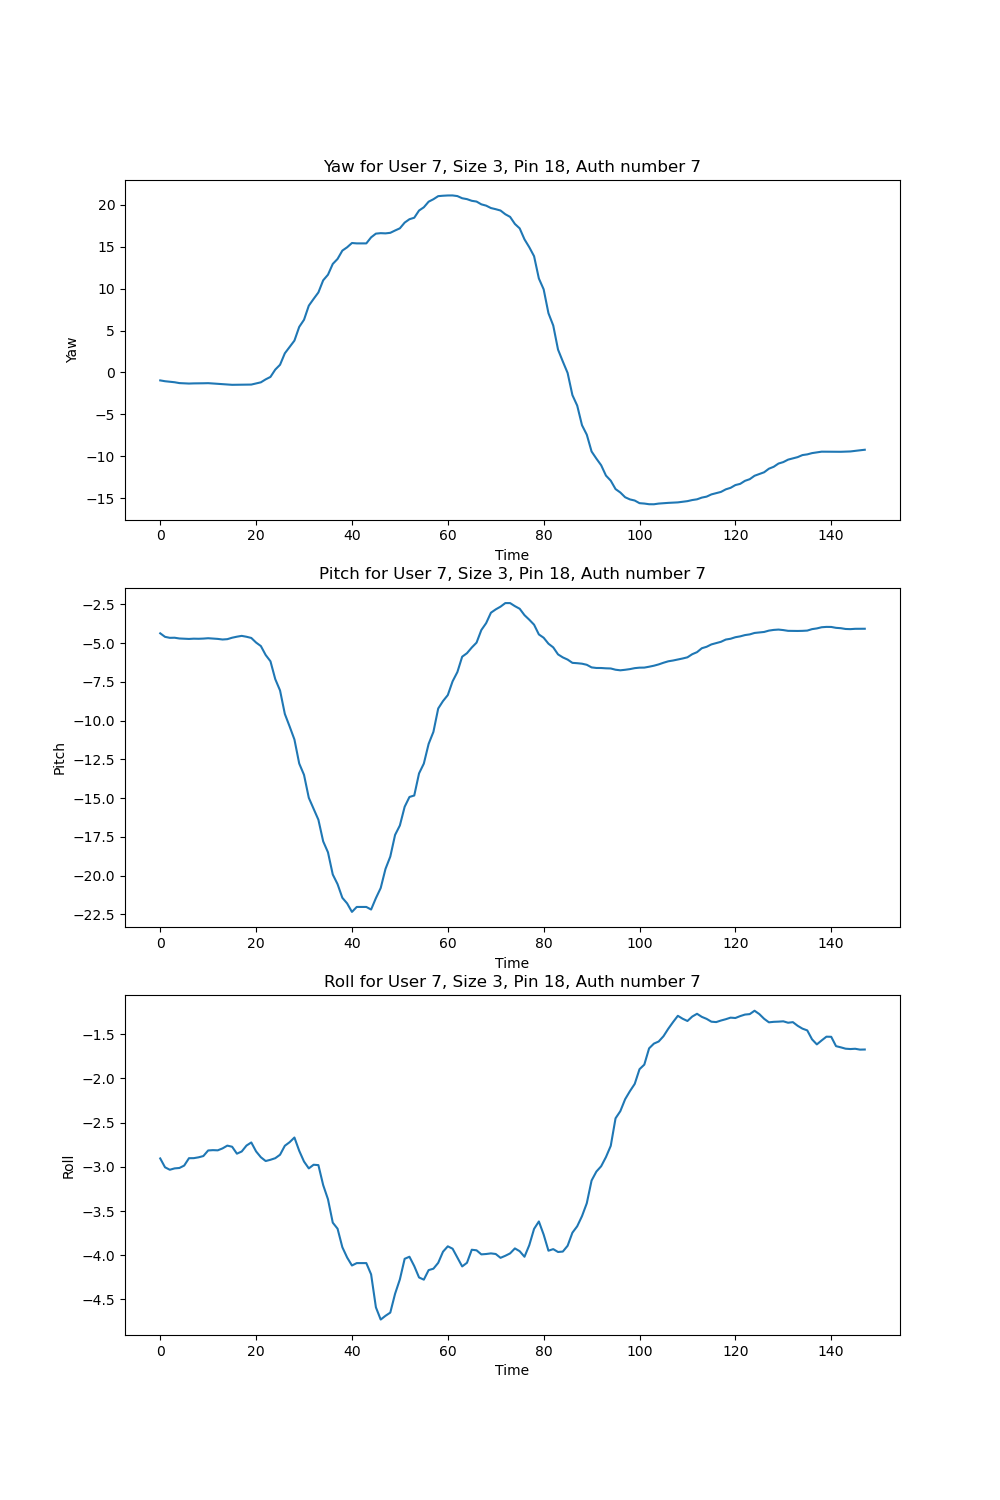 Yaw for User 7, Size 3, Pin 18, Auth number 7
20
15
10
5
0
−5
−10
−15
Yaw
0 20 40 60 80 100 120 140
Time
Pitch for User 7, Size 3, Pin 18, Auth number 7
−2.5
−5.0
−7.5
−10.0
−12.5
−15.0
−17.5
−20.0
−22.5
Pitch
0 20 40 60 80 100 120 140
Time
Roll for User 7, Size 3, Pin 18, Auth number 7
−1.5
−2.0
−2.5
−3.0
−3.5
−4.0
−4.5
Roll
0 20 40 60 80 100 120 140
Time